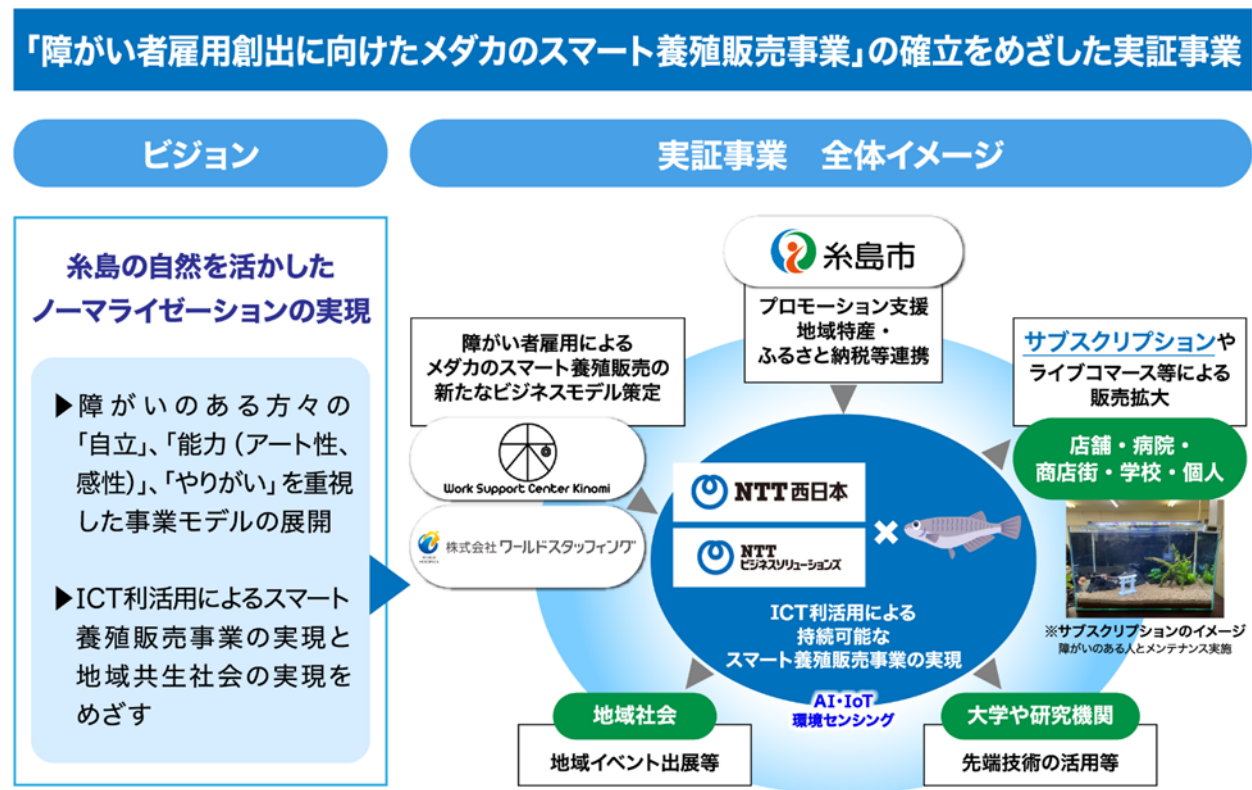 「障がい者雇用創出に向けたメダカのスマート養殖販売事業」の確立をめざした実証事業
ビジョン
糸島の自然を活かした
ノーマライゼーションの実現
▶障がいのある方々の
「自立」、「能力（アート性、
感性）」、「やりがい」を重視
した事業モデルの展開
▶ICT利活用によるスマート
養殖販売事業の実現と
地域共生社会の実現を
めざす
実証事業　全体イメージ
糸島市
プロモーション支援
地域特産・
ふるさと納税等連携
障がい者雇用による
メダカのスマート養殖販売の
新たなビジネスモデル策定
Work Support Center Kinomi
株式会社ワールドスタッフィング
サブスクリプションや
ライブコマース等による
販売拡大
店舗・病院・
商店街・学校・個人
※サブスクリプションのイメージ
障がいのある人とメンテナンス実施
NTT西日本
NTT
ビジネスソリューションズ
×
ICT利活用による
持続可能な
スマート養殖販売事業の実現
AI・IoT
環境センシング
地域社会
地域イベント出展等
大学や研究機関
先端技術の活用等